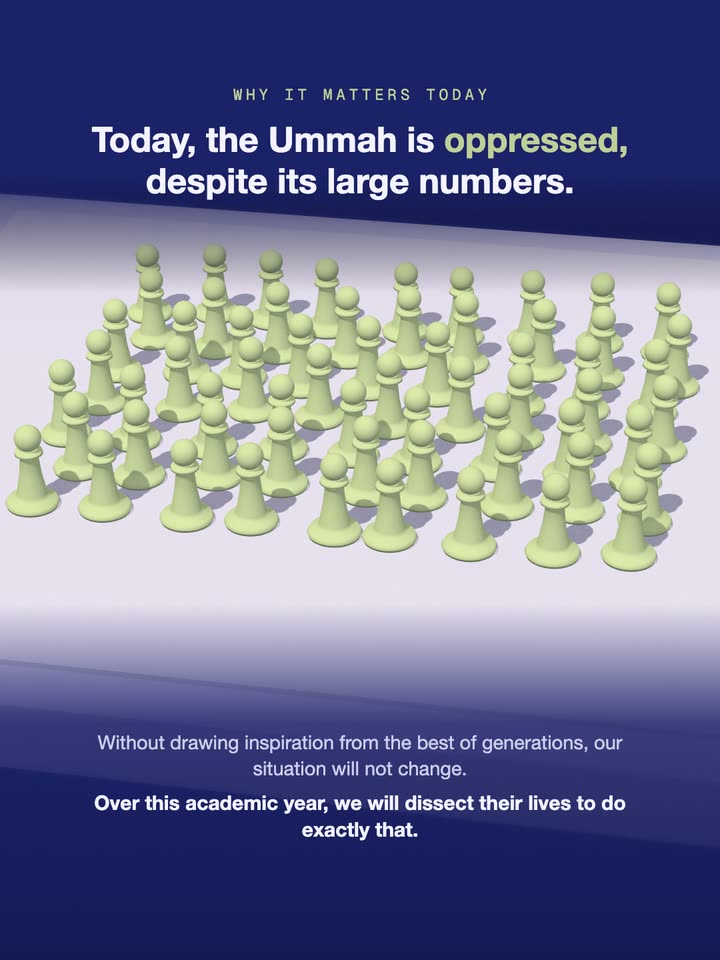 WHY IT MATTERS TODAY
Today, the Ummah is oppressed,
despite its large numbers.
Without drawing inspiration from the best of generations, our
situation will not change.
Over this academic year, we will dissect their lives to do
exactly that.